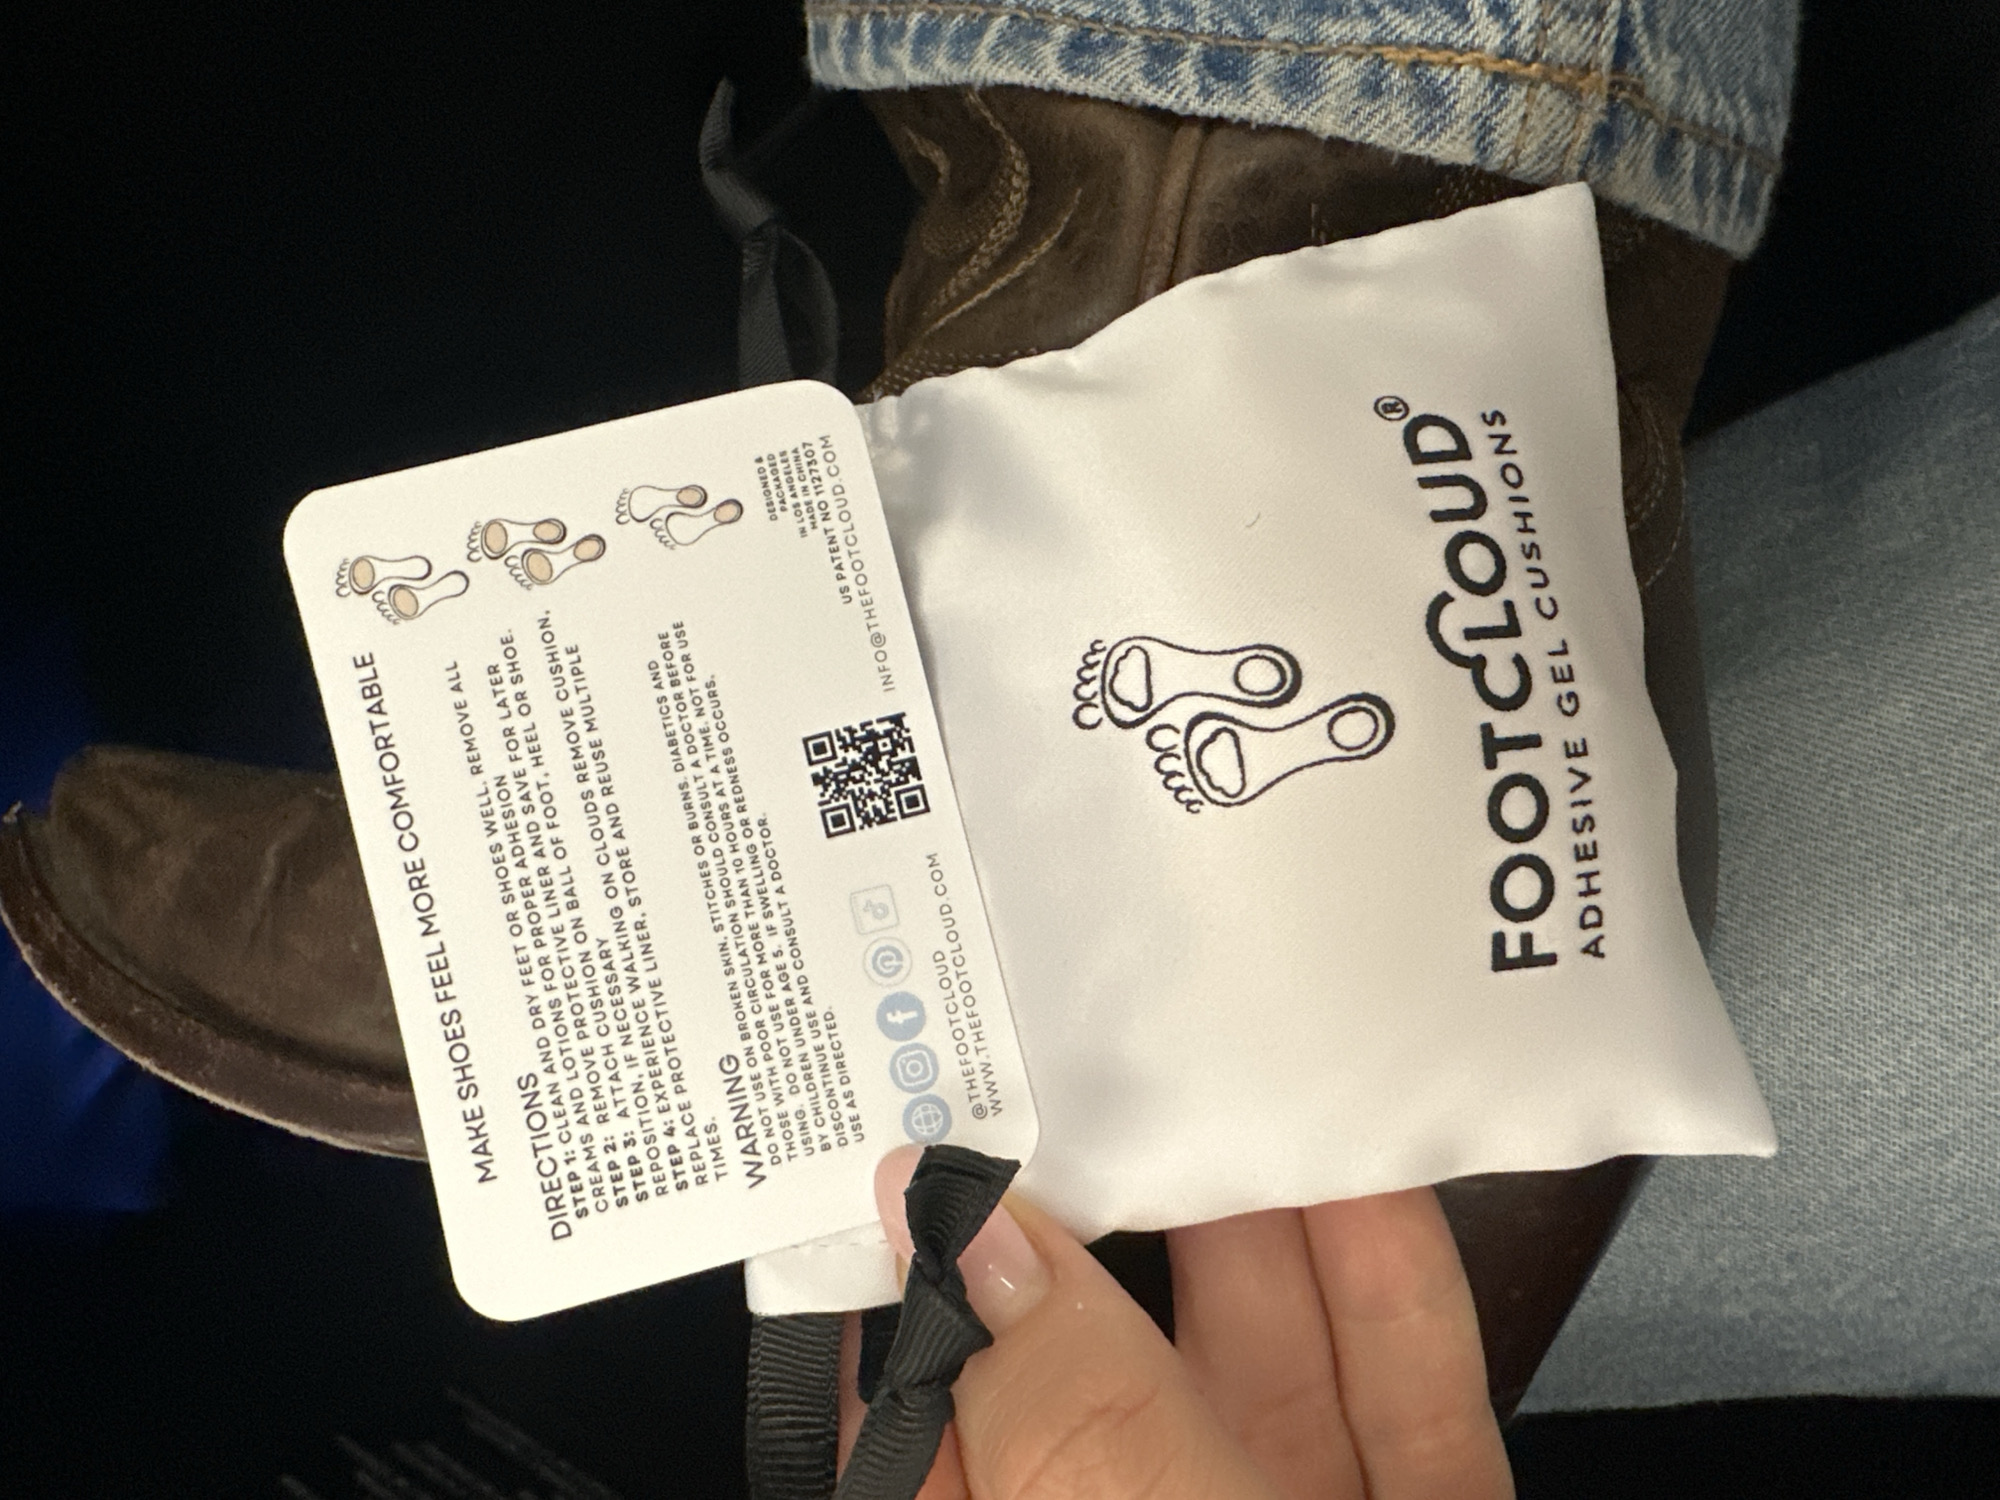 MAKE SHOES FEEL MORE COMFORTABLE
DIRECTIONS
STEP 1: CLEAN AND DRY FEET OR SHOES WELL, REMOVE ALL
CREAMS AND LOTIONS FOR PROPER ADHESION
STEP 2: REMOVE PROTECTIVE LINER AND SAVE FOR LATER.
STEP 3: ATTACH CUSHION ON BALL OF FOOT, HEEL OR SHOE.
REPOSITION, IF NECESSARY
STEP 4: EXPERIENCE WALKING ON CLOUDS REMOVE CUSHION,
REPLACE PROTECTIVE LINER, STORE AND REUSE MULTIPLE
TIMES.
WARNING
DO NOT USE ON BROKEN SKIN, STITCHES OR BURNS. DIABETICS AND
THOSE WITH POOR CIRCULATION SHOULD CONSULT A DOCTOR BEFORE
USING. DO NOT USE FOR MORE THAN 10 HOURS AT A TIME. NOT FOR USE
BY CHILDREN UNDER AGE 5. IF SWELLING OR REDNESS OCCURS,
DISCONTINUE USE AND CONSULT A DOCTOR.
USE AS DIRECTED.
DESIGNED &
PACKAGED
IN LOS ANGELES
MADE IN CHINA
US PATENT NO 1127307
INFO@THEFOOTCLOUD.COM
@THEFOOTCLOUD
WWW.THEFOOTCLOUD.COM
FOOTCLOUD®
ADHESIVE GEL CUSHIONS